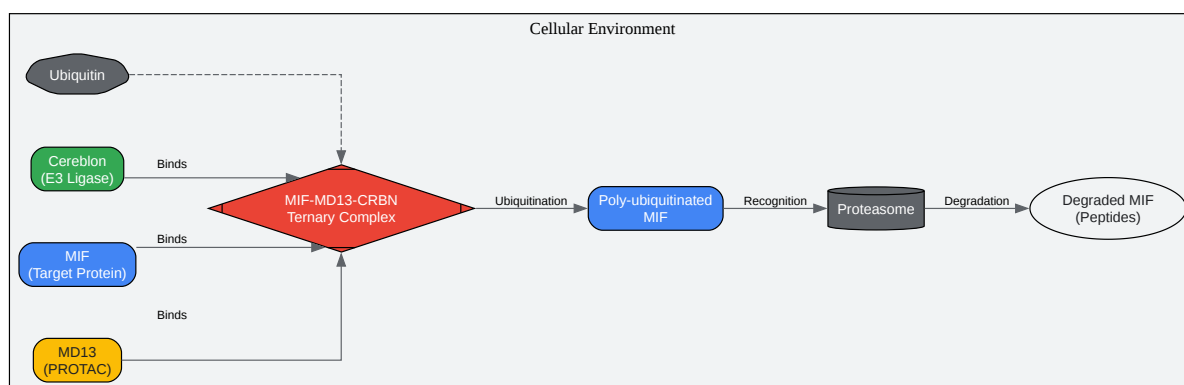 Cellular Environment
Ubiquitin
Cereblon
(E3 Ligase)
Binds
MIF-MD13-CRBN
Ternary Complex
Ubiquitination
Poly-ubiquitinated
MIF
Recognition
Proteasome
Degradation
Degraded MIF
(Peptides)
Binds
MIF
(Target Protein)
Binds
MD13
(PROTAC)